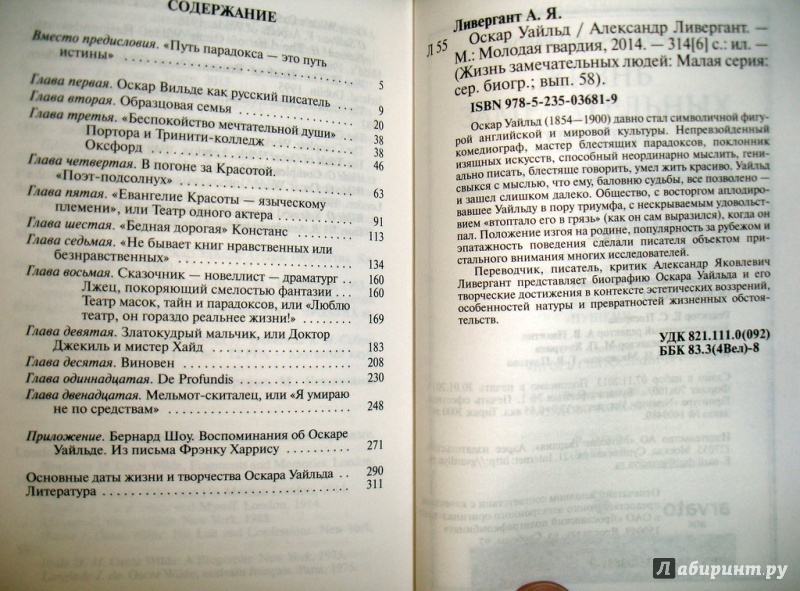 СОДЕРЖАНИЕ
Вместо предисловия. «Путь парадокса — это путь
истины» 5
Глава первая. Оскар Вильде как русский писатель 9
Глава вторая. Образцовая семья 20
Глава третья. «Беспокойство мечтательной души» 38
Портора и Тринити-колледж 38
Оксфорд 46
Глава четвертая. В погоне за Красотой.
«Поэт-подсолнух» 63
Глава пятая. «Евангелие Красоты — языческому
племени», или Театр одного актера 91
Глава шестая. «Бедная дорогая» Констанс 113
Глава седьмая. «Не бывает книг нравственных или
безнравственных» 134
Глава восьмая. Сказочник — новеллист — драматург 160
Лжец, покоряющий смелостью фантазии 160
Театр масок, тайн и парадоксов, или «Люблю
театр, он гораздо реальнее жизни!» 169
Глава девятая. Златокудрый мальчик, или Доктор
Джекиль и мистер Хайд 183
Глава десятая. Виновен 208
Глава одиннадцатая. De Profundis 230
Глава двенадцатая. Мельмот-скиталец, или «Я умираю
не по средствам» 248
Приложение. Бернард Шоу. Воспоминания об Оскаре
Уайльде. Из письма Фрэнку Харрису 271
Основные даты жизни и творчества Оскара Уайльда 290
Литература 311
Ливергант А. Я.
Л 55 Оскар Уайльд / Александр Ливергант. —
М.: Молодая гвардия, 2014. — 314[6] с.: ил. —
(Жизнь замечательных людей: Малая серия:
сер. биогр.; вып. 58).
ISBN 978-5-235-03681-9
Оскар Уайльд (1854—1900) давно стал символичной фигу-
рой английской и мировой культуры. Непревзойденный
комедиограф, мастер блестящих парадоксов, поклонник
изящных искусств, способный неординарно мыслить, гени-
ально писать, блестяще говорить, умел жить красиво. Уайльд
свыкся с мыслью, что ему, баловню судьбы, все позволено —
и зашел слишком далеко. Общество, с восторгом аплодиро-
вавшее Уайльду в пору триумфа, с нескрываемым удовольст-
вием «втоптало его в грязь» (как он сам выразился), когда он
пал. Положение изгоя на родине, популярность за рубежом и
эпатажность поведения сделали писателя объектом при-
стального внимания многих исследователей.
Переводчик, писатель, критик Александр Яковлевич
Ливергант представляет биографию Оскара Уайльда и его
творческие достижения в контексте эстетических воззрений,
особенностей натуры и превратностей жизненных обстоя-
тельств.
УДК 821.111.0(092)
ББК 83.3(4Вел)-8
arvato
Лабиринт.ру